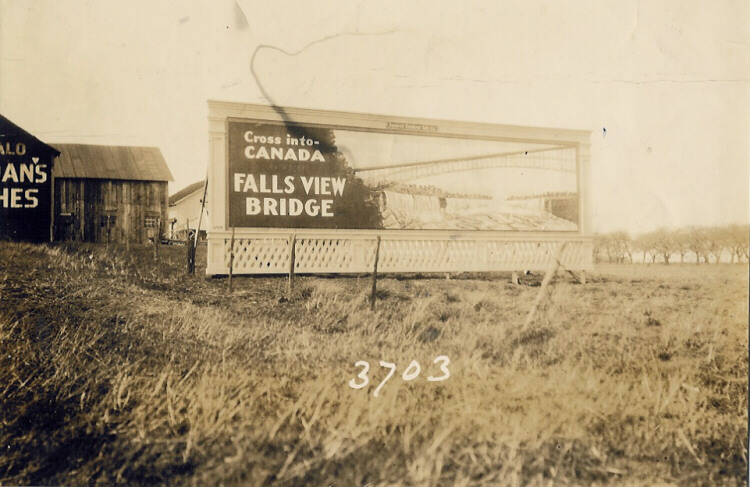 ALO
AN'S
HES
Cross into-
CANADA
FALLS VIEW
BRIDGE
3703